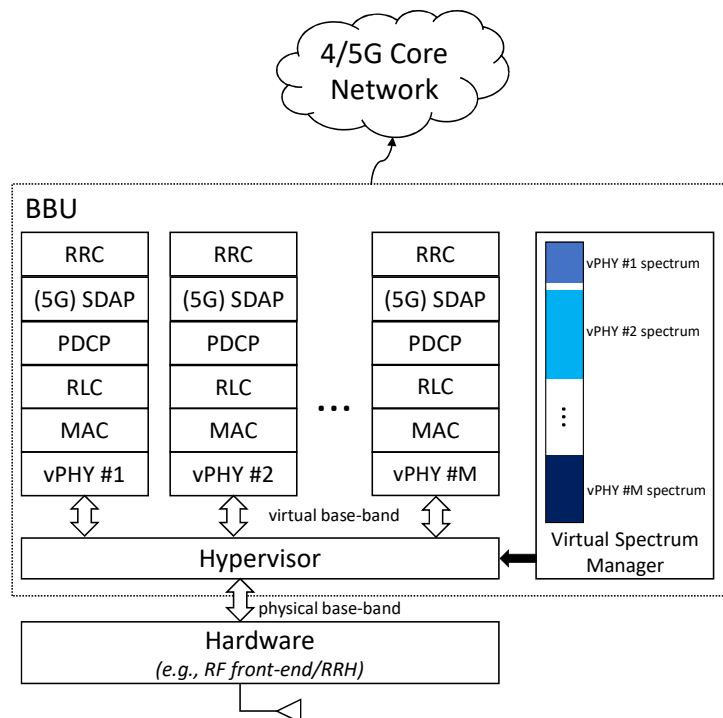 4/5G Core
Network
BBU
RRC
(5G) SDAP
PDCP
RLC
MAC
vPHY #1
RRC
(5G) SDAP
PDCP
RLC
MAC
vPHY #2
...
RRC
(5G) SDAP
PDCP
RLC
MAC
vPHY #M
vPHY #1 spectrum
vPHY #2 spectrum
...
vPHY #M spectrum
Virtual Spectrum
Manager
virtual base-band
Hypervisor
physical base-band
Hardware
(e.g., RF front-end/RRH)